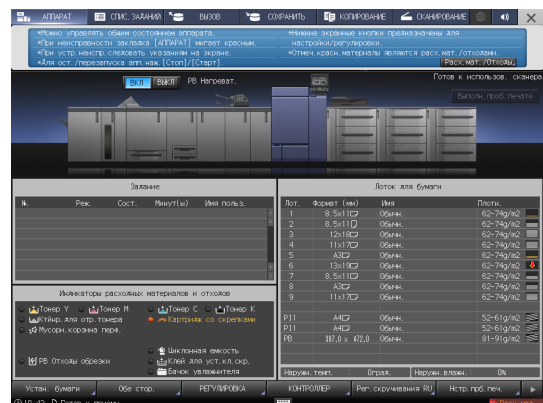 АППАРАТ СПИС. ЗАДАНИЙ ВЫЗОВ СОХРАНИТЬ КОПИРОВАНИЕ СКАНИРОВАНИЕ
*Можно управлять общим состоянием аппарата.
*При неисправности закладка [АППАРАТ] мигает красным.
*При устр.неиспр.следовать указаниям на экране.
*Для ост./перезапуска апп.наж.[Стоп]/[Старт].
*Нижние экранные кнопки предназначены для
настройки/регулировки.
*Отмеч.красн.материалы являются расх.мат./отходами.
Расх.мат./Отходы
ВКЛ ВЫКЛ PB Нагреват.
Готов к использов. сканера
Выполн.проб.печати
Задание
№. Реж. Сост. Минут(ы) Имя польз.
Лоток для бумаги
Лот. Формат (мм) Имя Плотн.
1 8.5x11 Обычн. 62-74g/m2
2 8.5x11 Обычн. 62-74g/m2
3 12x18 Обычн. 62-74g/m2
4 11x17 Обычн. 62-74g/m2
5 A3 Обычн. 62-74g/m2
6 13x19 Обычн. 62-74g/m2
7 8.5x11 Обычн. 62-74g/m2
8 A3 Обычн. 62-74g/m2
9 11x17 Обычн. 62-74g/m2
PI1 A4 Обычн. 52-61g/m2
PI1 A4 Обычн. 52-61g/m2
PB 307.0 x 472.0 Обычн. 81-91g/m2
Индикаторы расходных материалов и отходов
Тонер Y Тонер M Тонер C Тонер K
Ктйнр.для отр.тонера Картридж со скрепками
Мусорн.корзина перф.
Циклонная емкость
PB Отходы обрезки Клей для уст.кл.скр.
Бачок увлажнителя
Наружн. темп. Ограл. Наружн.влажн. : 0%
Устан. бумаги Обе стор. РЕГУЛИРОВКА КОНТРОЛЛЕР Рег.скручивания RU Нстр.прб.печ.